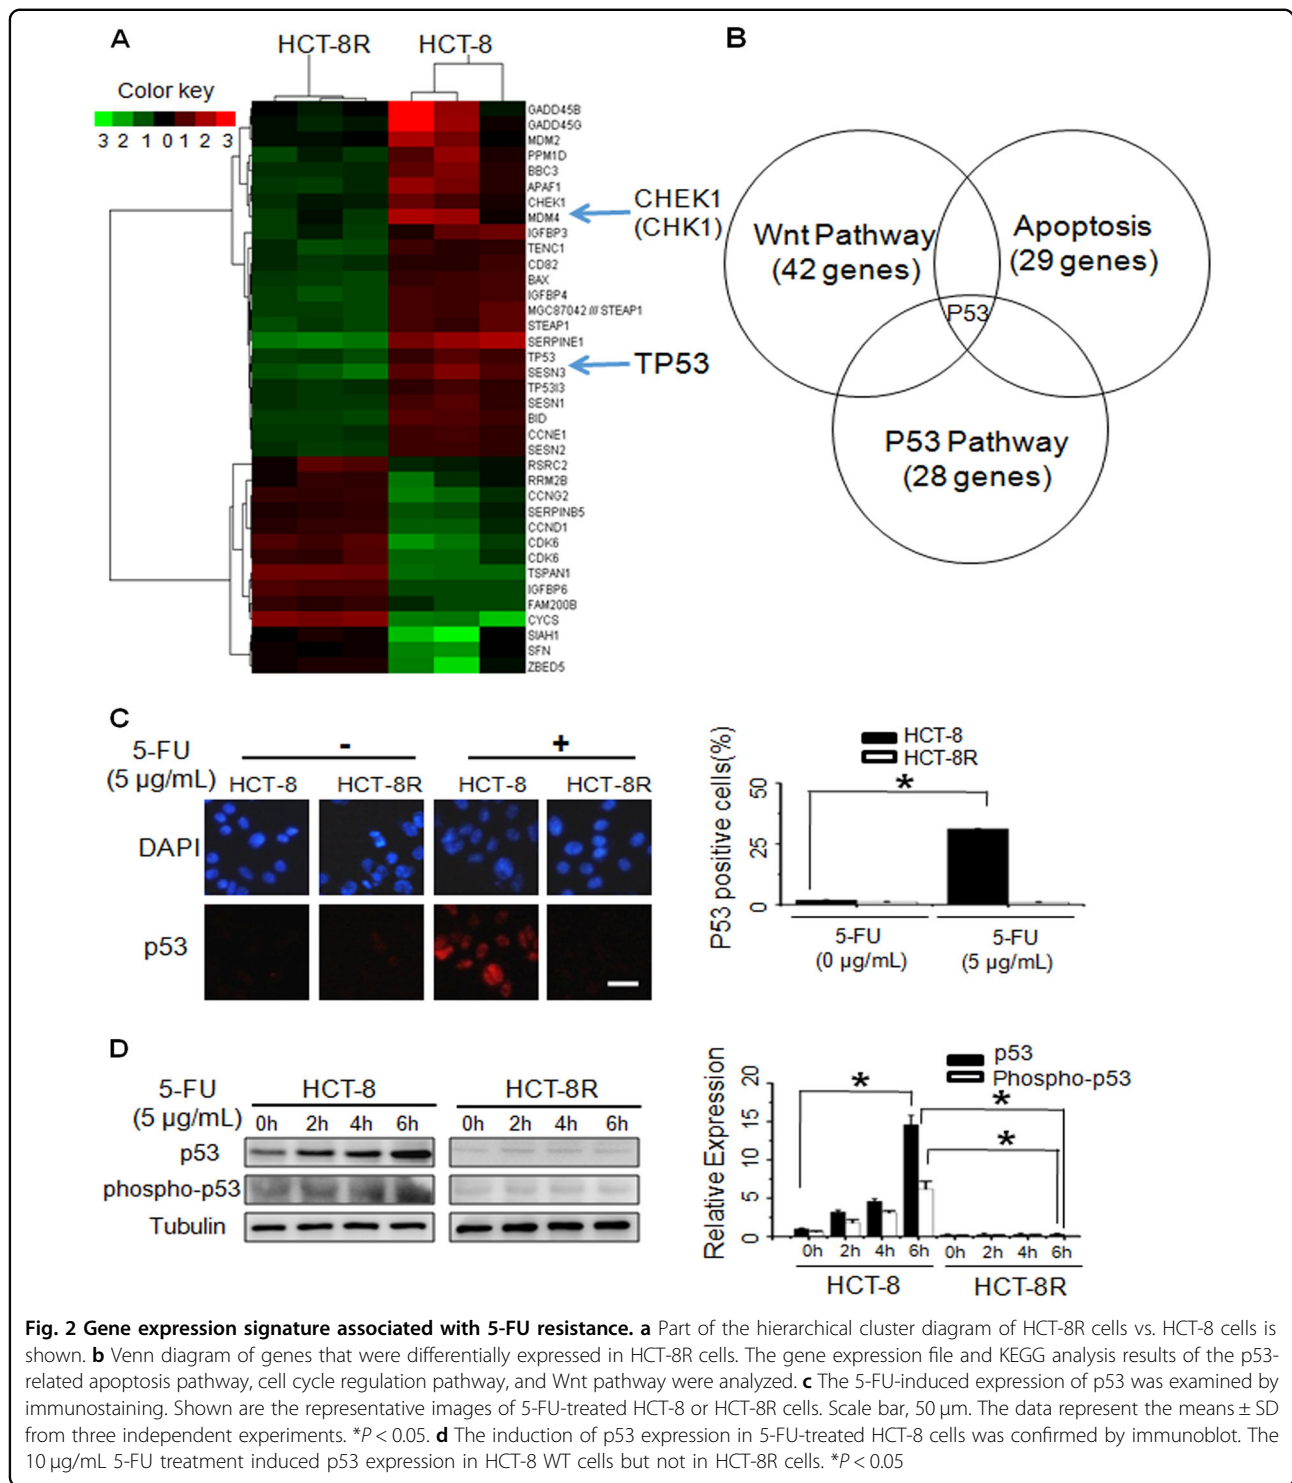 A
HCT-8R HCT-8
Color key
3 2 1 0 1 2 3
GADD45B
GADD45G
MDM2
PPM1D
BBC3
APAF1
CHEK1
MDM4
IGFBP3
TENC1
CD82
BAX
IGFBP4
MGC87042 /// STEAP1
STEAP1
SERPINE1
TP53
SESN3
TP53I3
SESN1
BID
CCNE1
SESN2
RSRC2
RRM2B
CCNG2
SERPINB5
CCND1
CDK6
CDK6
TSPAN1
IGFBP6
FAM200B
CYCS
SIAH1
SFN
ZBED5
CHEK1
(CHK1)
TP53
B
Wnt Pathway
(42 genes)
Apoptosis
(29 genes)
P53
P53 Pathway
(28 genes)
C
5-FU
(5 µg/mL)
- +
HCT-8 HCT-8R HCT-8 HCT-8R
DAPI
p53
HCT-8
HCT-8R
P53 positive cells(%)
50
25
0
*
5-FU
(0 µg/mL)
5-FU
(5 µg/mL)
D
5-FU
(5 µg/mL)
HCT-8 HCT-8R
0h 2h 4h 6h 0h 2h 4h 6h
p53
phospho-p53
Tubulin
p53
Phospho-p53
Relative Expression
20
15
10
5
0
* * *
0h 2h 4h 6h 0h 2h 4h 6h
HCT-8 HCT-8R
Fig. 2 Gene expression signature associated with 5-FU resistance. a Part of the hierarchical cluster diagram of HCT-8R cells vs. HCT-8 cells is
shown. b Venn diagram of genes that were differentially expressed in HCT-8R cells. The gene expression file and KEGG analysis results of the p53-
related apoptosis pathway, cell cycle regulation pathway, and Wnt pathway were analyzed. c The 5-FU-induced expression of p53 was examined by
immunostaining. Shown are the representative images of 5-FU-treated HCT-8 or HCT-8R cells. Scale bar, 50 µm. The data represent the means ± SD
from three independent experiments. *P < 0.05. d The induction of p53 expression in 5-FU-treated HCT-8 cells was confirmed by immunoblot. The
10 µg/mL 5-FU treatment induced p53 expression in HCT-8 WT cells but not in HCT-8R cells. *P < 0.05